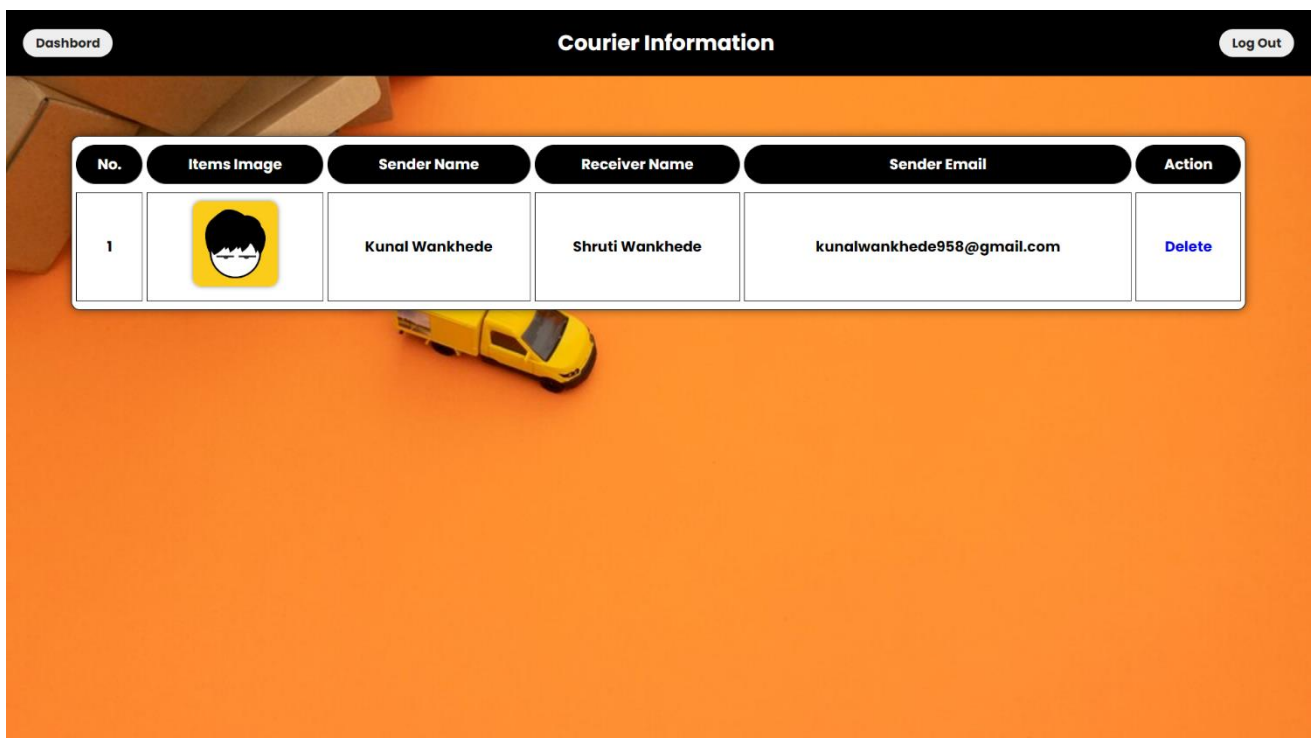 Dashbord Courier Information Log Out
No. Items Image Sender Name Receiver Name Sender Email Action
1 Kunal Wankhede Shruti Wankhede kunalwankhede958@gmail.com Delete